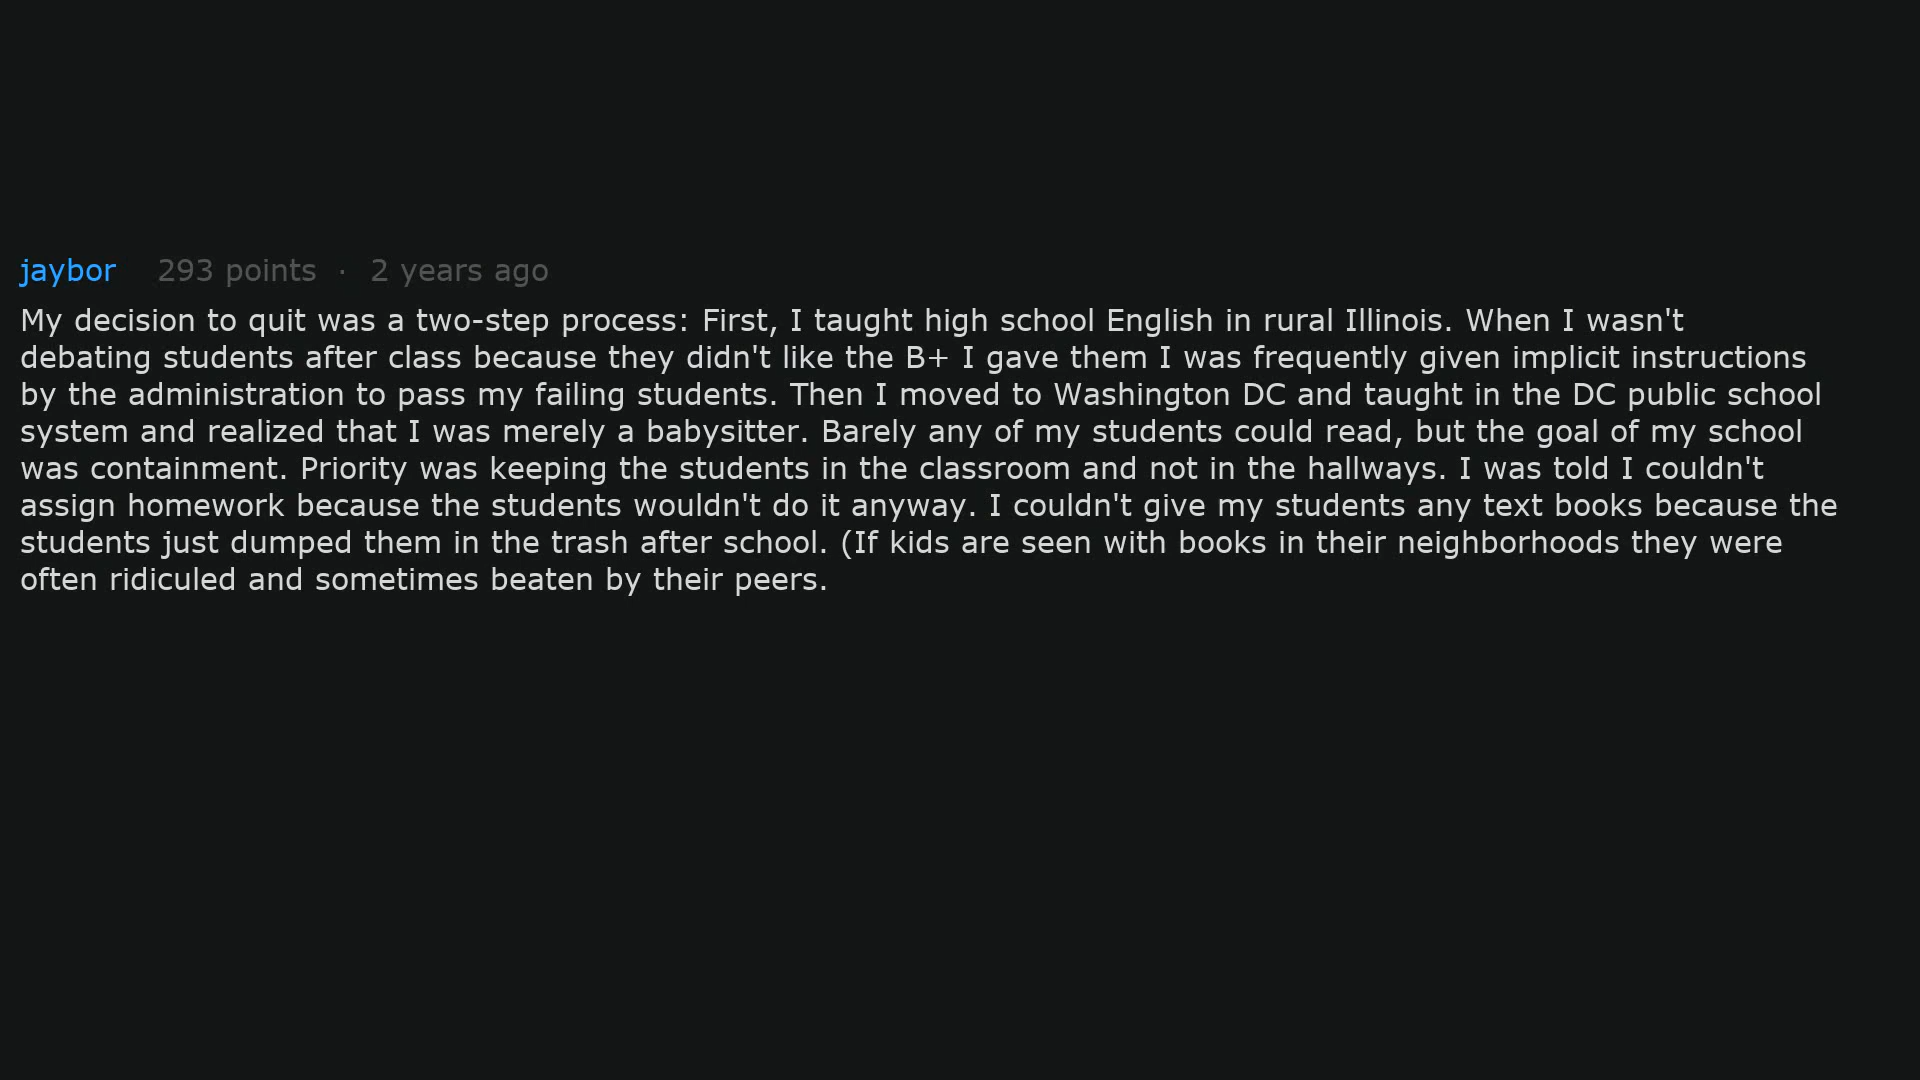 jaybor 293 points · 2 years ago
My decision to quit was a two-step process: First, I taught high school English in rural Illinois. When I wasn't
debating students after class because they didn't like the B+ I gave them I was frequently given implicit instructions
by the administration to pass my failing students. Then I moved to Washington DC and taught in the DC public school
system and realized that I was merely a babysitter. Barely any of my students could read, but the goal of my school
was containment. Priority was keeping the students in the classroom and not in the hallways. I was told I couldn't
assign homework because the students wouldn't do it anyway. I couldn't give my students any text books because the
students just dumped them in the trash after school. (If kids are seen with books in their neighborhoods they were
often ridiculed and sometimes beaten by their peers.